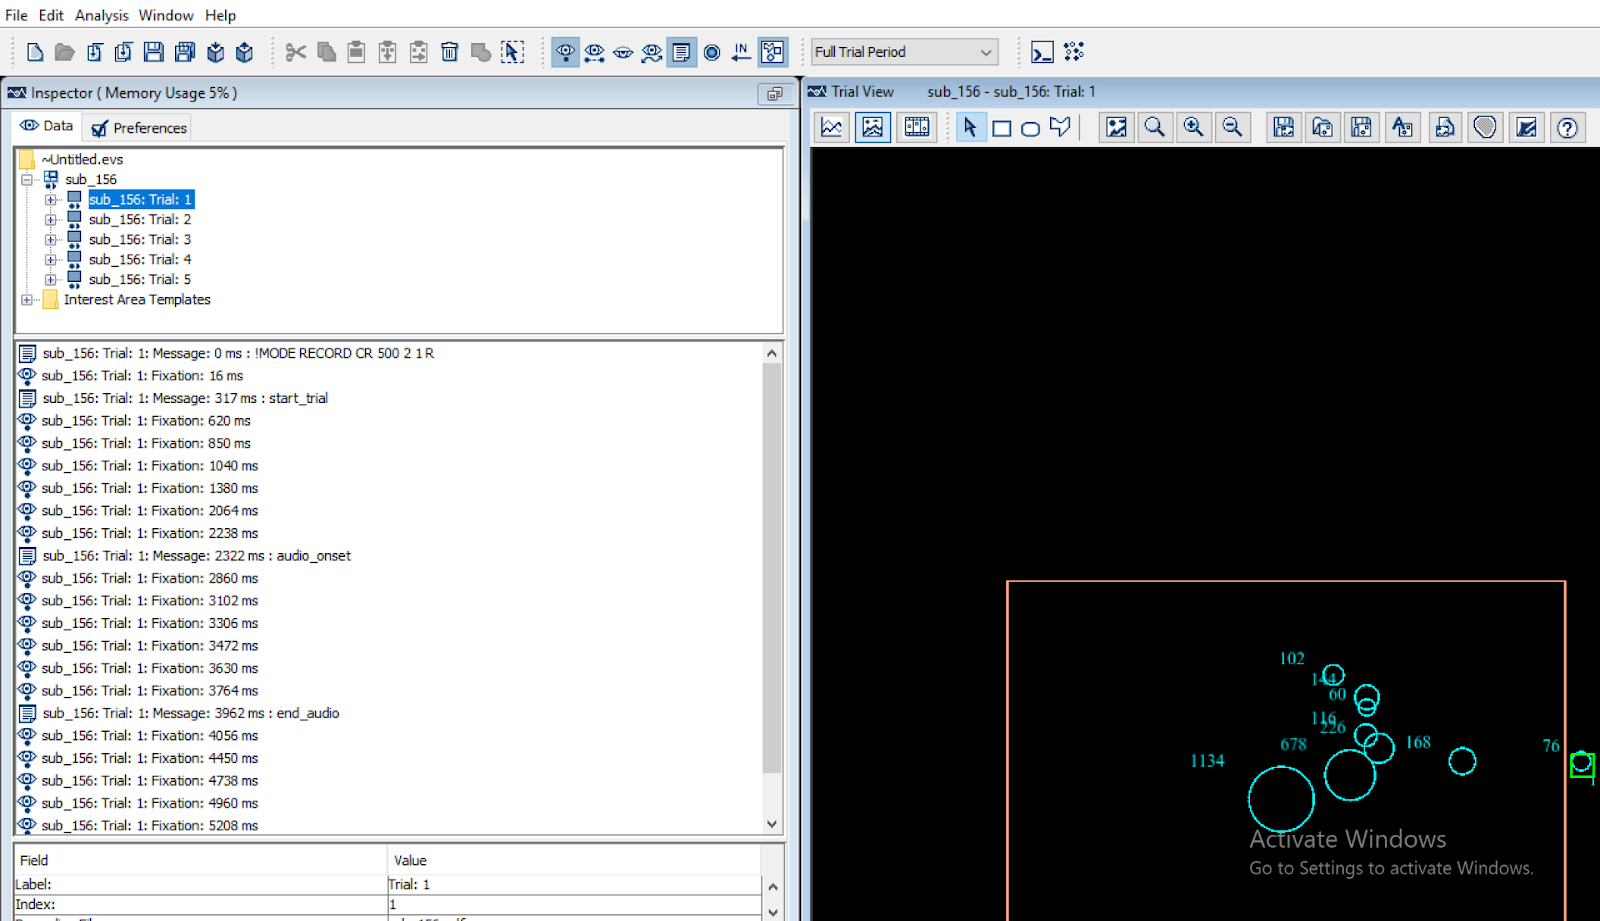 File Edit Analysis Window Help
IN
Full Trial Period
Inspector ( Memory Usage 5% )
Data
Preferences
~Untitled.evs
sub_156
sub_156: Trial: 1
sub_156: Trial: 2
sub_156: Trial: 3
sub_156: Trial: 4
sub_156: Trial: 5
Interest Area Templates
sub_156: Trial: 1: Message: 0 ms : !MODE RECORD CR 500 2 1 R
sub_156: Trial: 1: Fixation: 16 ms
sub_156: Trial: 1: Message: 317 ms : start_trial
sub_156: Trial: 1: Fixation: 620 ms
sub_156: Trial: 1: Fixation: 850 ms
sub_156: Trial: 1: Fixation: 1040 ms
sub_156: Trial: 1: Fixation: 1380 ms
sub_156: Trial: 1: Fixation: 2064 ms
sub_156: Trial: 1: Fixation: 2238 ms
sub_156: Trial: 1: Message: 2322 ms : audio_onset
sub_156: Trial: 1: Fixation: 2860 ms
sub_156: Trial: 1: Fixation: 3102 ms
sub_156: Trial: 1: Fixation: 3306 ms
sub_156: Trial: 1: Fixation: 3472 ms
sub_156: Trial: 1: Fixation: 3630 ms
sub_156: Trial: 1: Fixation: 3764 ms
sub_156: Trial: 1: Message: 3962 ms : end_audio
sub_156: Trial: 1: Fixation: 4056 ms
sub_156: Trial: 1: Fixation: 4450 ms
sub_156: Trial: 1: Fixation: 4738 ms
sub_156: Trial: 1: Fixation: 4960 ms
sub_156: Trial: 1: Fixation: 5208 ms
Field Value
Label: Trial: 1
Index: 1
Trial View sub_156 - sub_156: Trial: 1
102
144
60
116
226
678
168
76
1134
1
Activate Windows
Go to Settings to activate Windows.